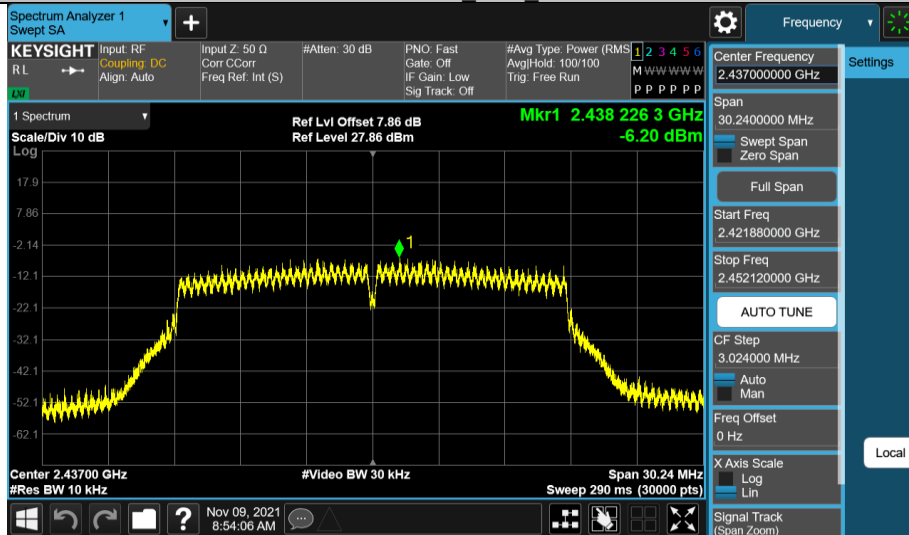 Spectrum Analyzer 1
Swept SA
Frequency
KEYSIGHT
R L
LXI
Input: RF
Coupling: DC
Align: Auto
Input Z: 50 Ω
Corr CCorr
Freq Ref: Int (S)
#Atten: 30 dB
PNO: Fast
Gate: Off
IF Gain: Low
Sig Track: Off
#Avg Type: Power (RMS
Avg|Hold: 100/100
Trig: Free Run
1 2 3 4 5 6
M W W W W W
P P P P P P
Center Frequency
2.437000000 GHz
Settings
Span
30.2400000 MHz
Swept Span
Zero Span
Full Span
Start Freq
2.421880000 GHz
Stop Freq
2.452120000 GHz
AUTO TUNE
CF Step
3.024000 MHz
Auto
Man
Freq Offset
0 Hz
X Axis Scale
Log
Lin
Signal Track
(Span Zoom)
Local
1 Spectrum
Scale/Div 10 dB
Log
Ref Lvl Offset 7.86 dB
Ref Level 27.86 dBm
Mkr1 2.438 226 3 GHz
-6.20 dBm
17.9
7.86
-2.14
-12.1
-22.1
-32.1
-42.1
-52.1
-62.1
1
Center 2.43700 GHz
#Res BW 10 kHz
#Video BW 30 kHz
Span 30.24 MHz
Sweep 290 ms (30000 pts)
?
Nov 09, 2021
8:54:06 AM